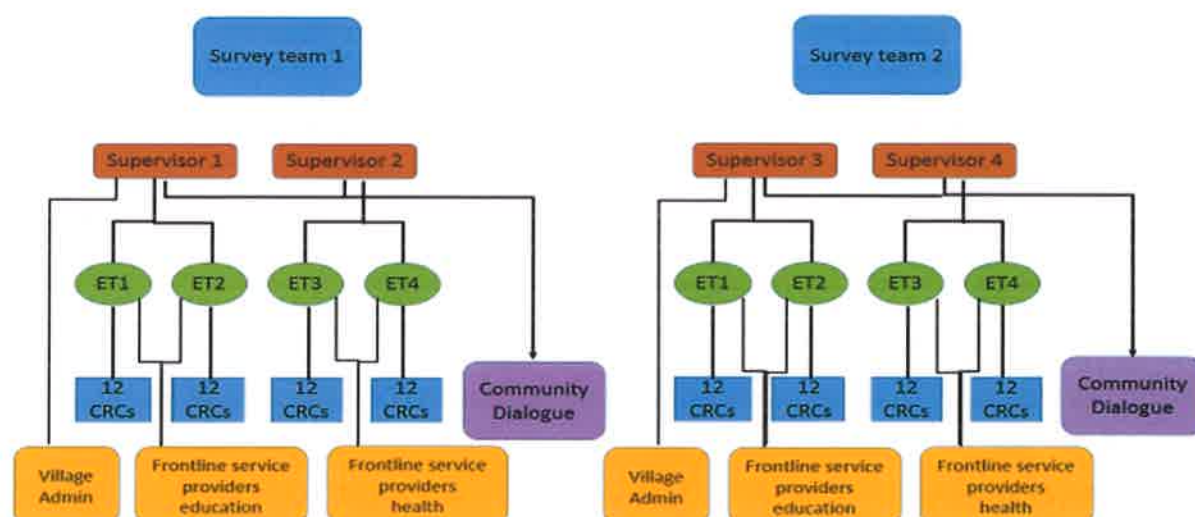 Survey team 1
Survey team 2
Supervisor 1
Supervisor 2
Supervisor 3
Supervisor 4
ET1
ET2
ET3
ET4
ET1
ET2
ET3
ET4
12
CRCs
12
CRCs
12
CRCs
12
CRCs
Community
Dialogue
12
CRCs
12
CRCs
12
CRCs
12
CRCs
Community
Dialogue
Village
Admin
Frontline service
providers
education
Frontline service
providers
health
Village
Admin
Frontline service
providers
education
Frontline service
providers
health